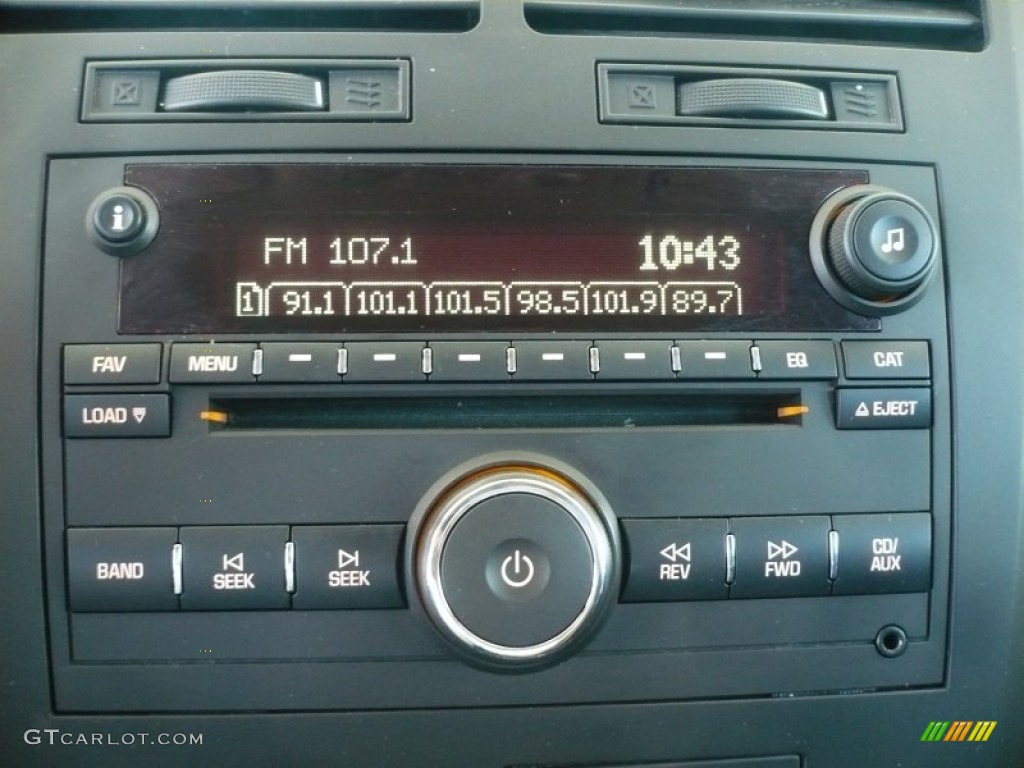 i
FM 107.1 10:43
1 91.1 101.1 101.5 98.5 101.9 89.7
FAV MENU EQ CAT
LOAD EJECT
BAND SEEK SEEK REV FWD CD/
AUX
GTCARLOT.COM